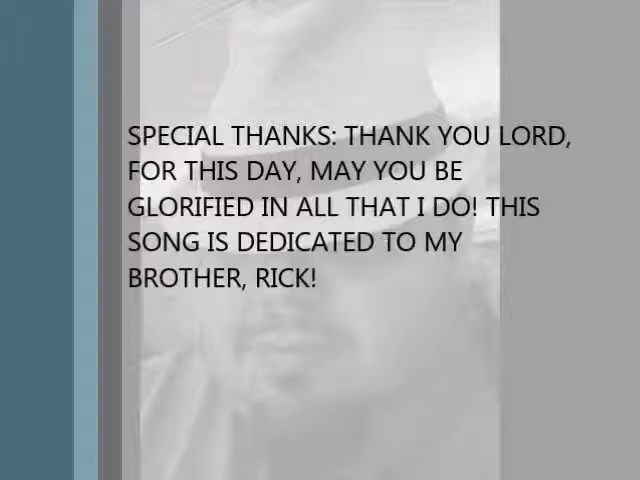 SPECIAL THANKS: THANK YOU LORD,
FOR THIS DAY, MAY YOU BE
GLORIFIED IN ALL THAT I DO! THIS
SONG IS DEDICATED TO MY
BROTHER, RICK!